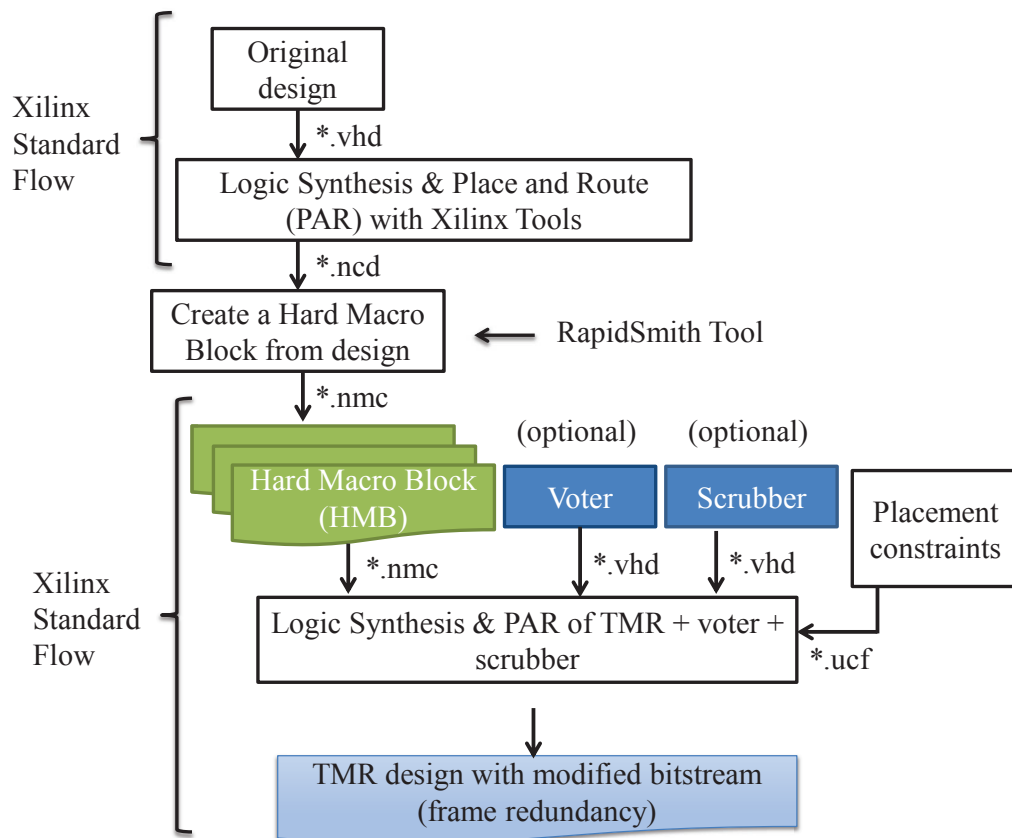 Original
design
Xilinx
Standard
Flow
*.vhd
Logic Synthesis & Place and Route
(PAR) with Xilinx Tools
*.ncd
Create a Hard Macro
Block from design
RapidSmith Tool
*.nmc
(optional)
(optional)
Hard Macro Block
(HMB)
Voter
Scrubber
Placement
constraints
*.nmc
*.vhd
*.vhd
Xilinx
Standard
Flow
Logic Synthesis & PAR of TMR + voter +
scrubber
*.ucf
TMR design with modified bitstream
(frame redundancy)